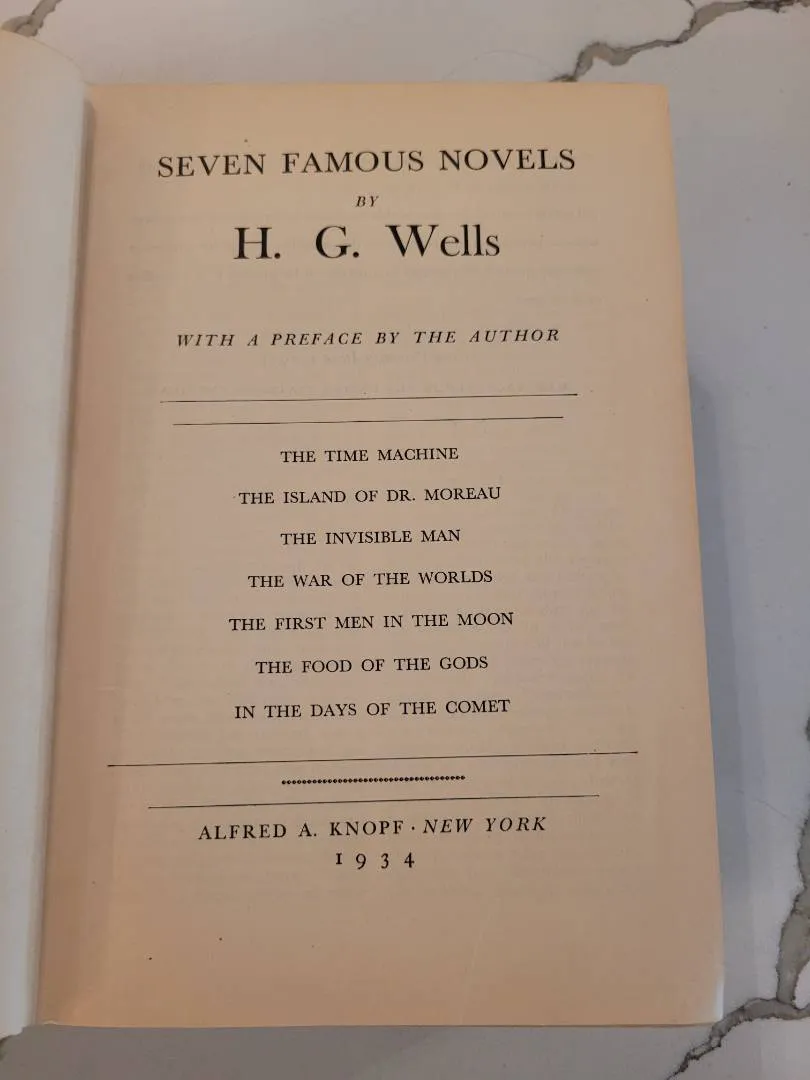 SEVEN FAMOUS NOVELS
BY
H. G. Wells
WITH A PREFACE BY THE AUTHOR
THE TIME MACHINE
THE ISLAND OF DR. MOREAU
THE INVISIBLE MAN
THE WAR OF THE WORLDS
THE FIRST MEN IN THE MOON
THE FOOD OF THE GODS
IN THE DAYS OF THE COMET
ALFRED A. KNOPF · NEW YORK
1934